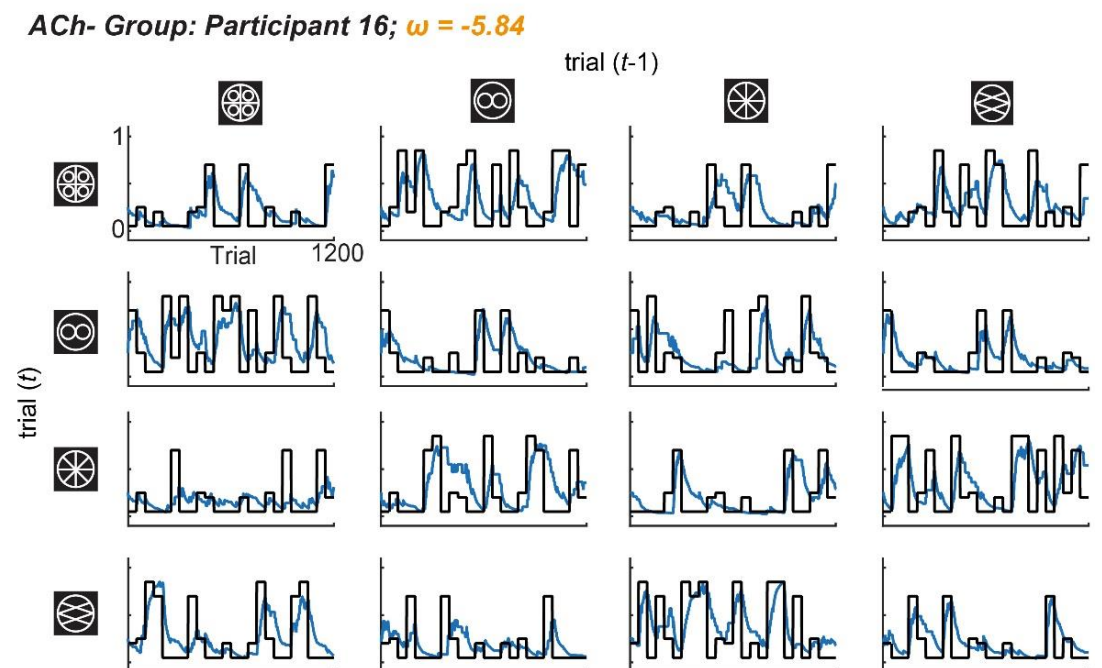 ACh- Group: Participant 16; ω = -5.84
trial (t-1)
1
0
Trial 1200
trial (t)